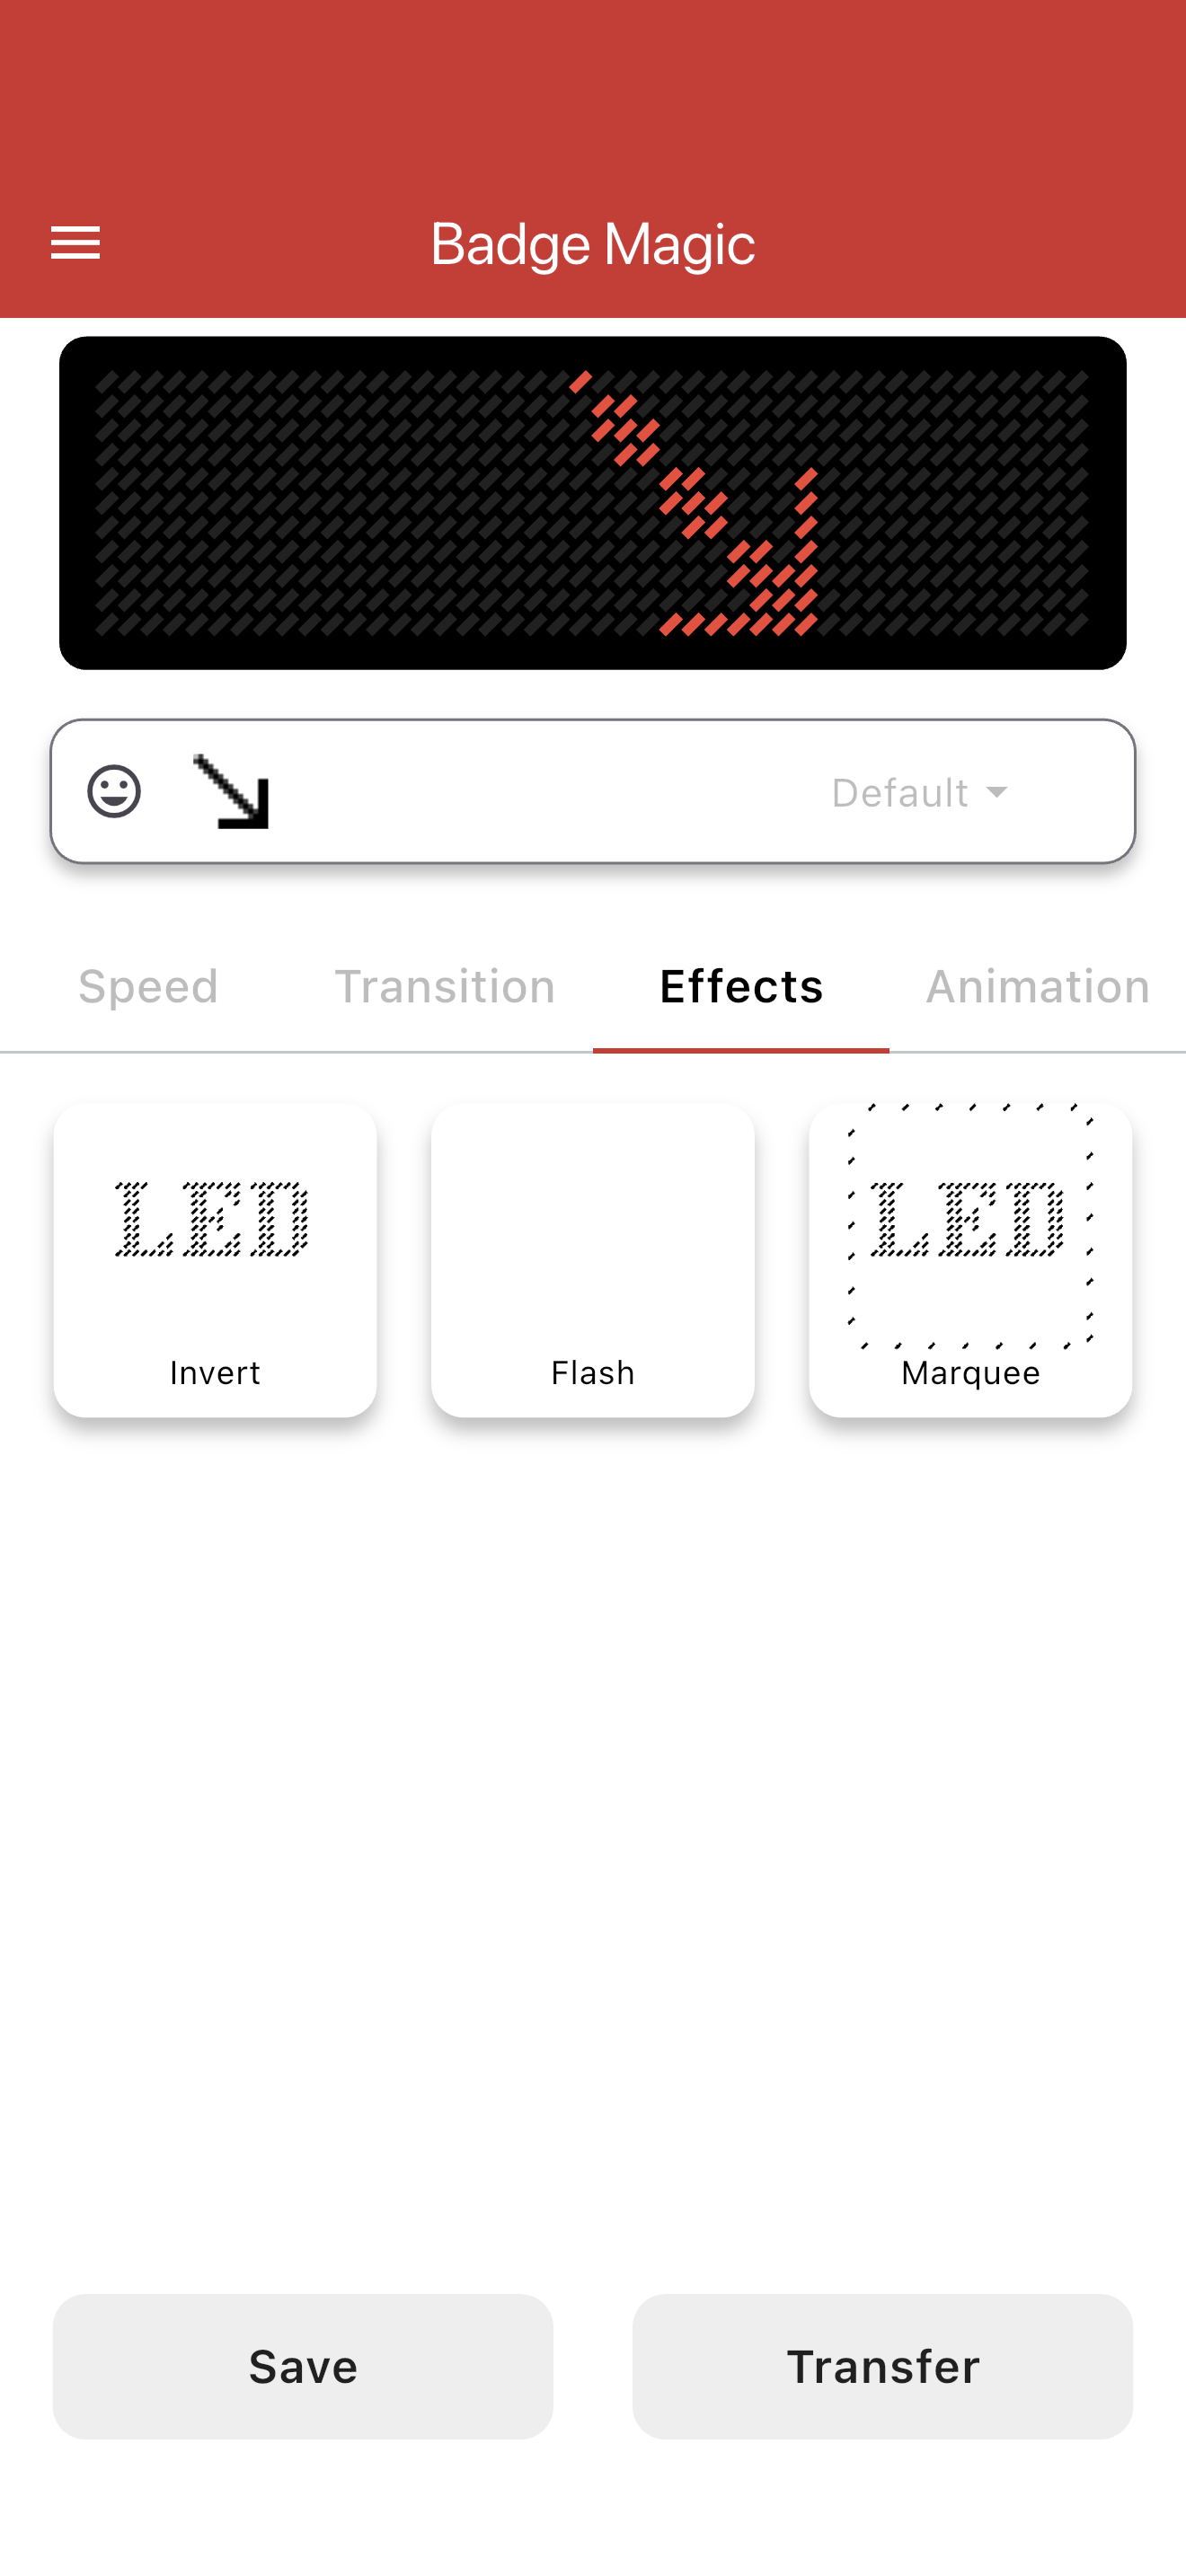 Badge Magic
Default
Speed Transition Effects Animation
LED LED
Invert Flash Marquee
Save Transfer